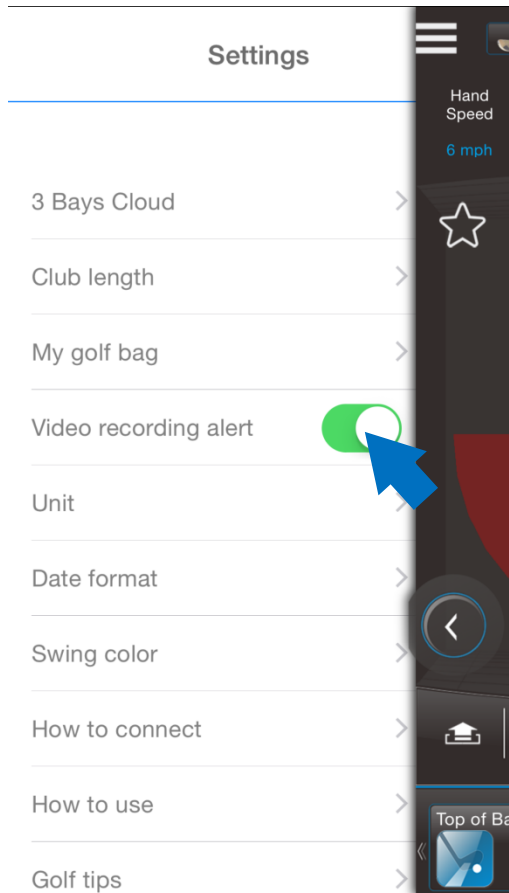 Settings
Hand
Speed
6 mph
3 Bays Cloud
Club length
My golf bag
Video recording alert
Unit
Date format
Swing color
How to connect
How to use
Golf tips
Top of